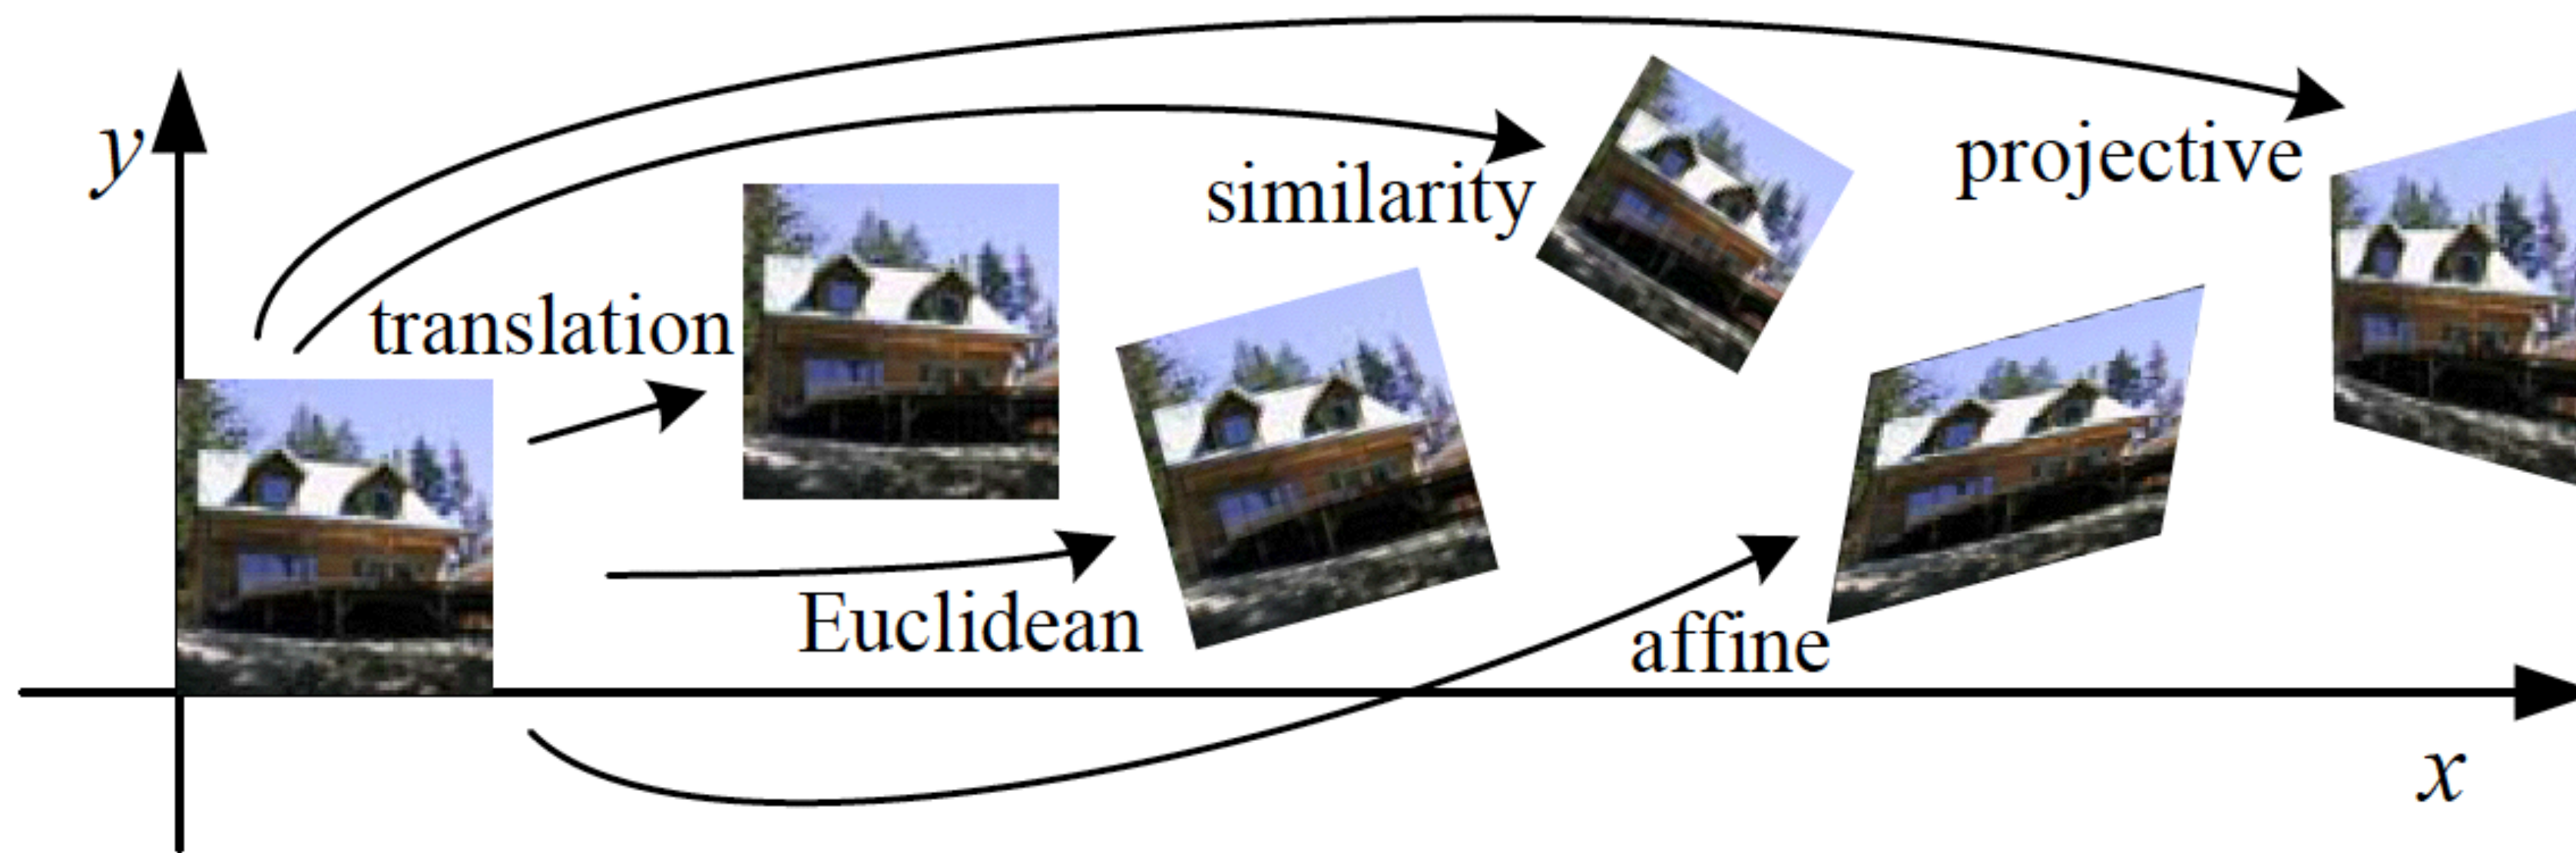 y
similarity
projective
translation
Euclidean
affine
x